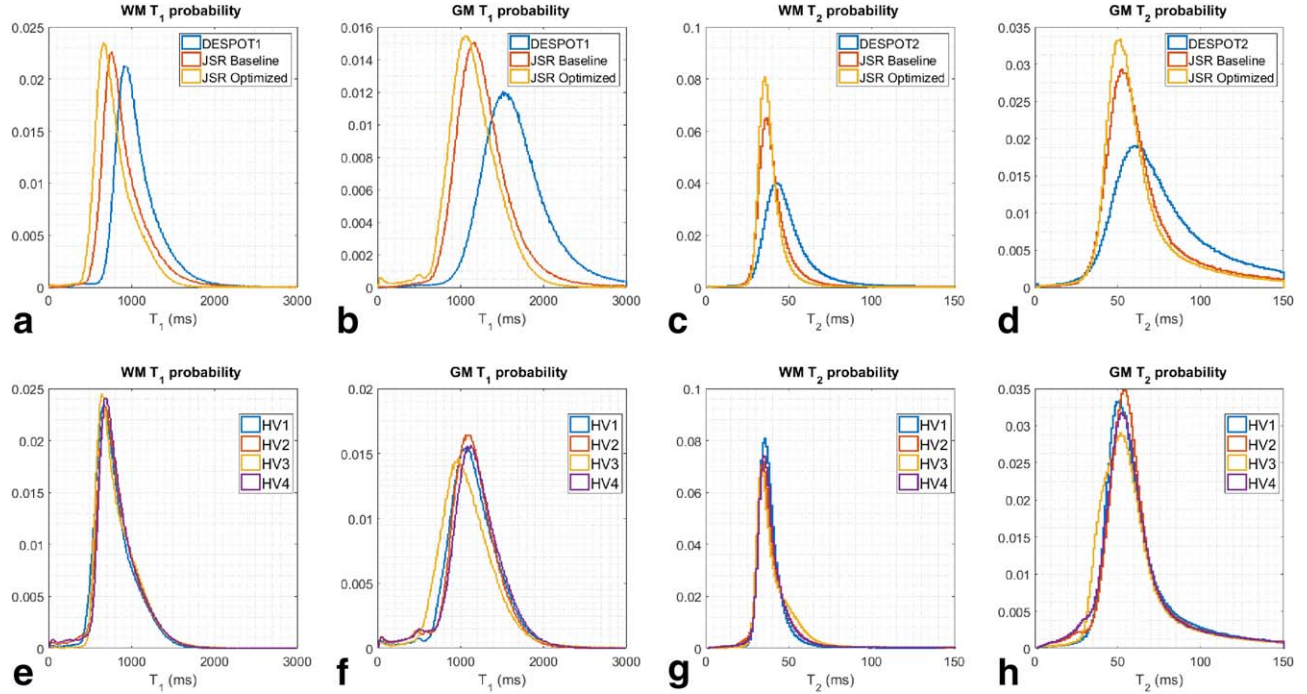 WM T1 probability
0.025
0.02
0.015
0.01
0.005
0
0 1000 2000 3000
T1 (ms)
DESPOT1
JSR Baseline
JSR Optimized
a
GM T1 probability
0.016
0.014
0.012
0.01
0.008
0.006
0.004
0.002
0
0 1000 2000 3000
T1 (ms)
DESPOT1
JSR Baseline
JSR Optimized
b
WM T2 probability
0.1
0.08
0.06
0.04
0.02
0
0 50 100 150
T2 (ms)
DESPOT2
JSR Baseline
JSR Optimized
c
GM T2 probability
0.035
0.03
0.025
0.02
0.015
0.01
0.005
0
0 50 100 150
T2 (ms)
DESPOT2
JSR Baseline
JSR Optimized
d
WM T1 probability
0.025
0.02
0.015
0.01
0.005
0
0 1000 2000 3000
T1 (ms)
HV1
HV2
HV3
HV4
e
GM T1 probability
0.02
0.015
0.01
0.005
0
0 1000 2000 3000
T1 (ms)
HV1
HV2
HV3
HV4
f
WM T2 probability
0.1
0.08
0.06
0.04
0.02
0
0 50 100 150
T2 (ms)
HV1
HV2
HV3
HV4
g
GM T2 probability
0.035
0.03
0.025
0.02
0.015
0.01
0.005
0
0 50 100 150
T2 (ms)
HV1
HV2
HV3
HV4
h